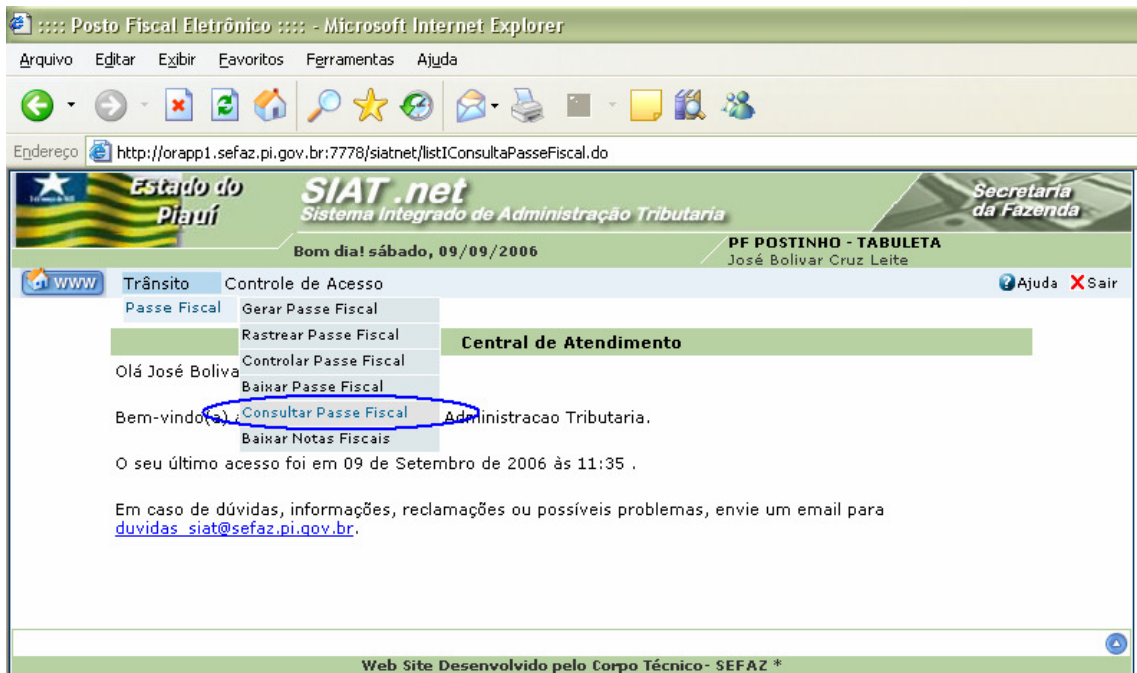 :::: Posto Fiscal Eletrônico :::: - Microsoft Internet Explorer
Arquivo Editar Exibir Favoritos Ferramentas Ajuda
Endereço http://orapp1.sefaz.pi.gov.br:7778/siatnet/listIConsultaPasseFiscal.do
Estado do Piauí
SIAT .net
Sistema Integrado de Administração Tributaria
Secretaria da Fazenda
Bom dia! sábado, 09/09/2006
PF POSTINHO - TABULETA
José Bolivar Cruz Leite
WWW Trânsito Controle de Acesso Ajuda Sair
Passe Fiscal Gerar Passe Fiscal
Rastrear Passe Fiscal
Controlar Passe Fiscal
Baixar Passe Fiscal
Consultar Passe Fiscal
Baixar Notas Fiscais
Central de Atendimento
Olá José Boliva
Bem-vindo(a) Administracao Tributaria.
O seu último acesso foi em 09 de Setembro de 2006 às 11:35 .
Em caso de dúvidas, informações, reclamações ou possíveis problemas, envie um email para
duvidas_siat@sefaz.pi.gov.br.
Web Site Desenvolvido pelo Corpo Técnico- SEFAZ *